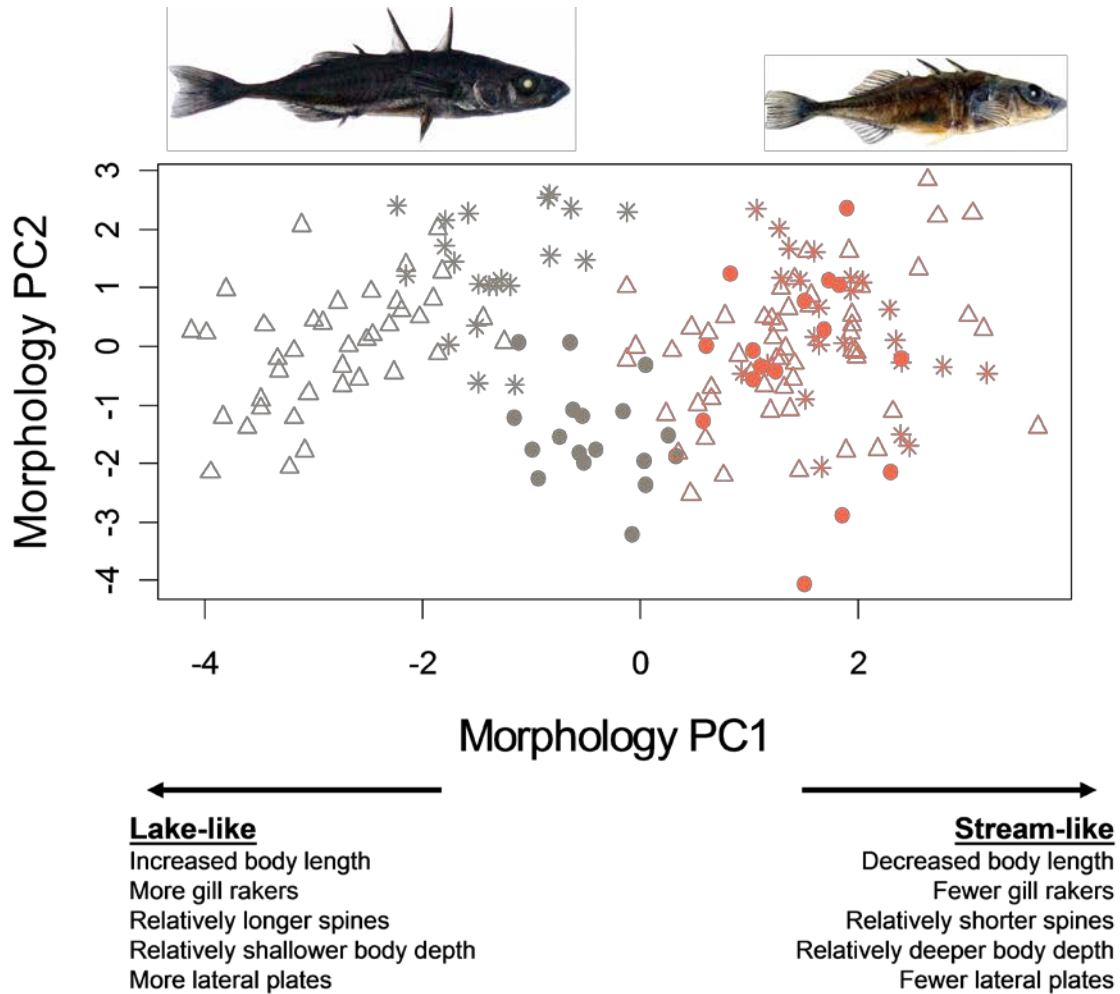 3
2
1
0
-1
-2
-3
-4
Morphology PC2
-4 -2 0 2
Morphology PC1
Lake-like
Increased body length
More gill rakers
Relatively longer spines
Relatively shallower body depth
More lateral plates
Stream-like
Decreased body length
Fewer gill rakers
Relatively shorter spines
Relatively deeper body depth
Fewer lateral plates